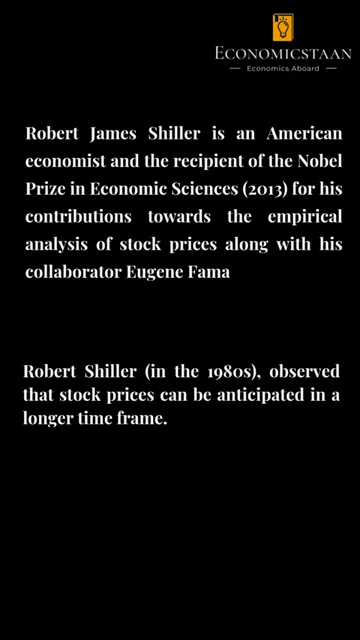 ECONOMICSTAAN
— Economics Aboard —
Robert James Shiller is an American
economist and the recipient of the Nobel
Prize in Economic Sciences (2013) for his
contributions towards the empirical
analysis of stock prices along with his
collaborator Eugene Fama
Robert Shiller (in the 1980s), observed
that stock prices can be anticipated in a
longer time frame.